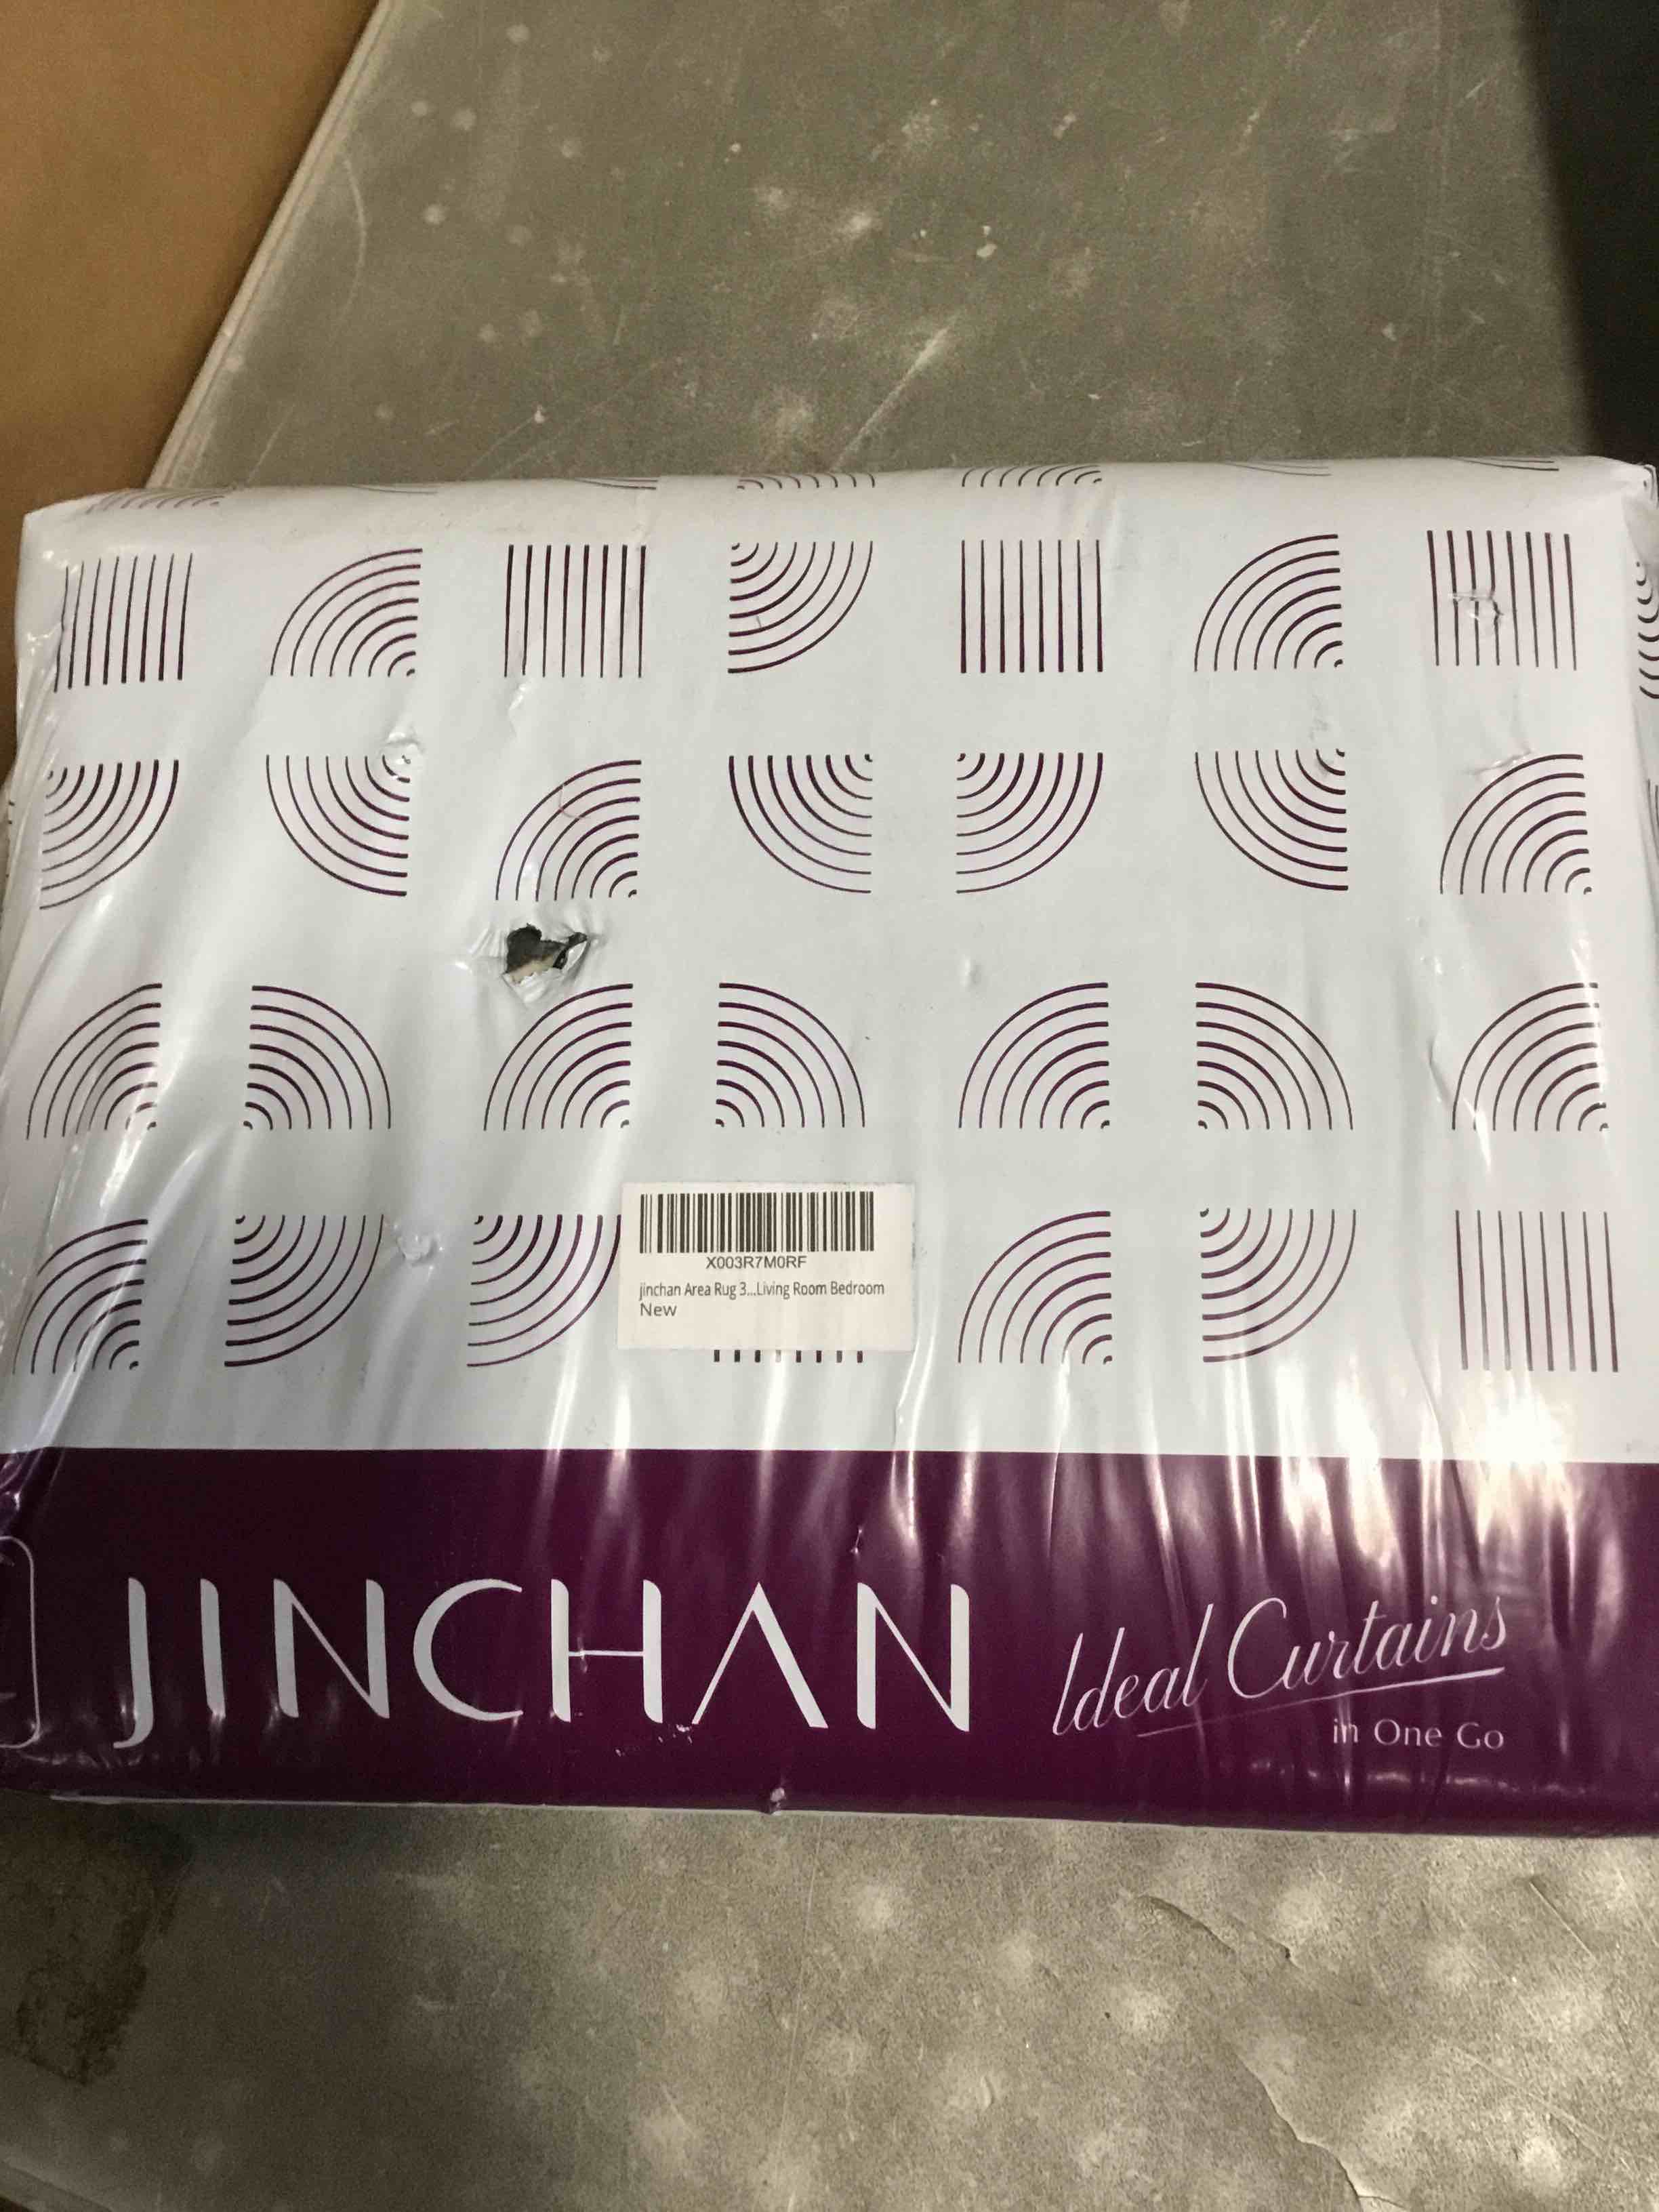 X003R7M0RF
jinchan Area Rug 3...Living Room Bedroom
New
JINCHAN Ideal Curtains
in One Go